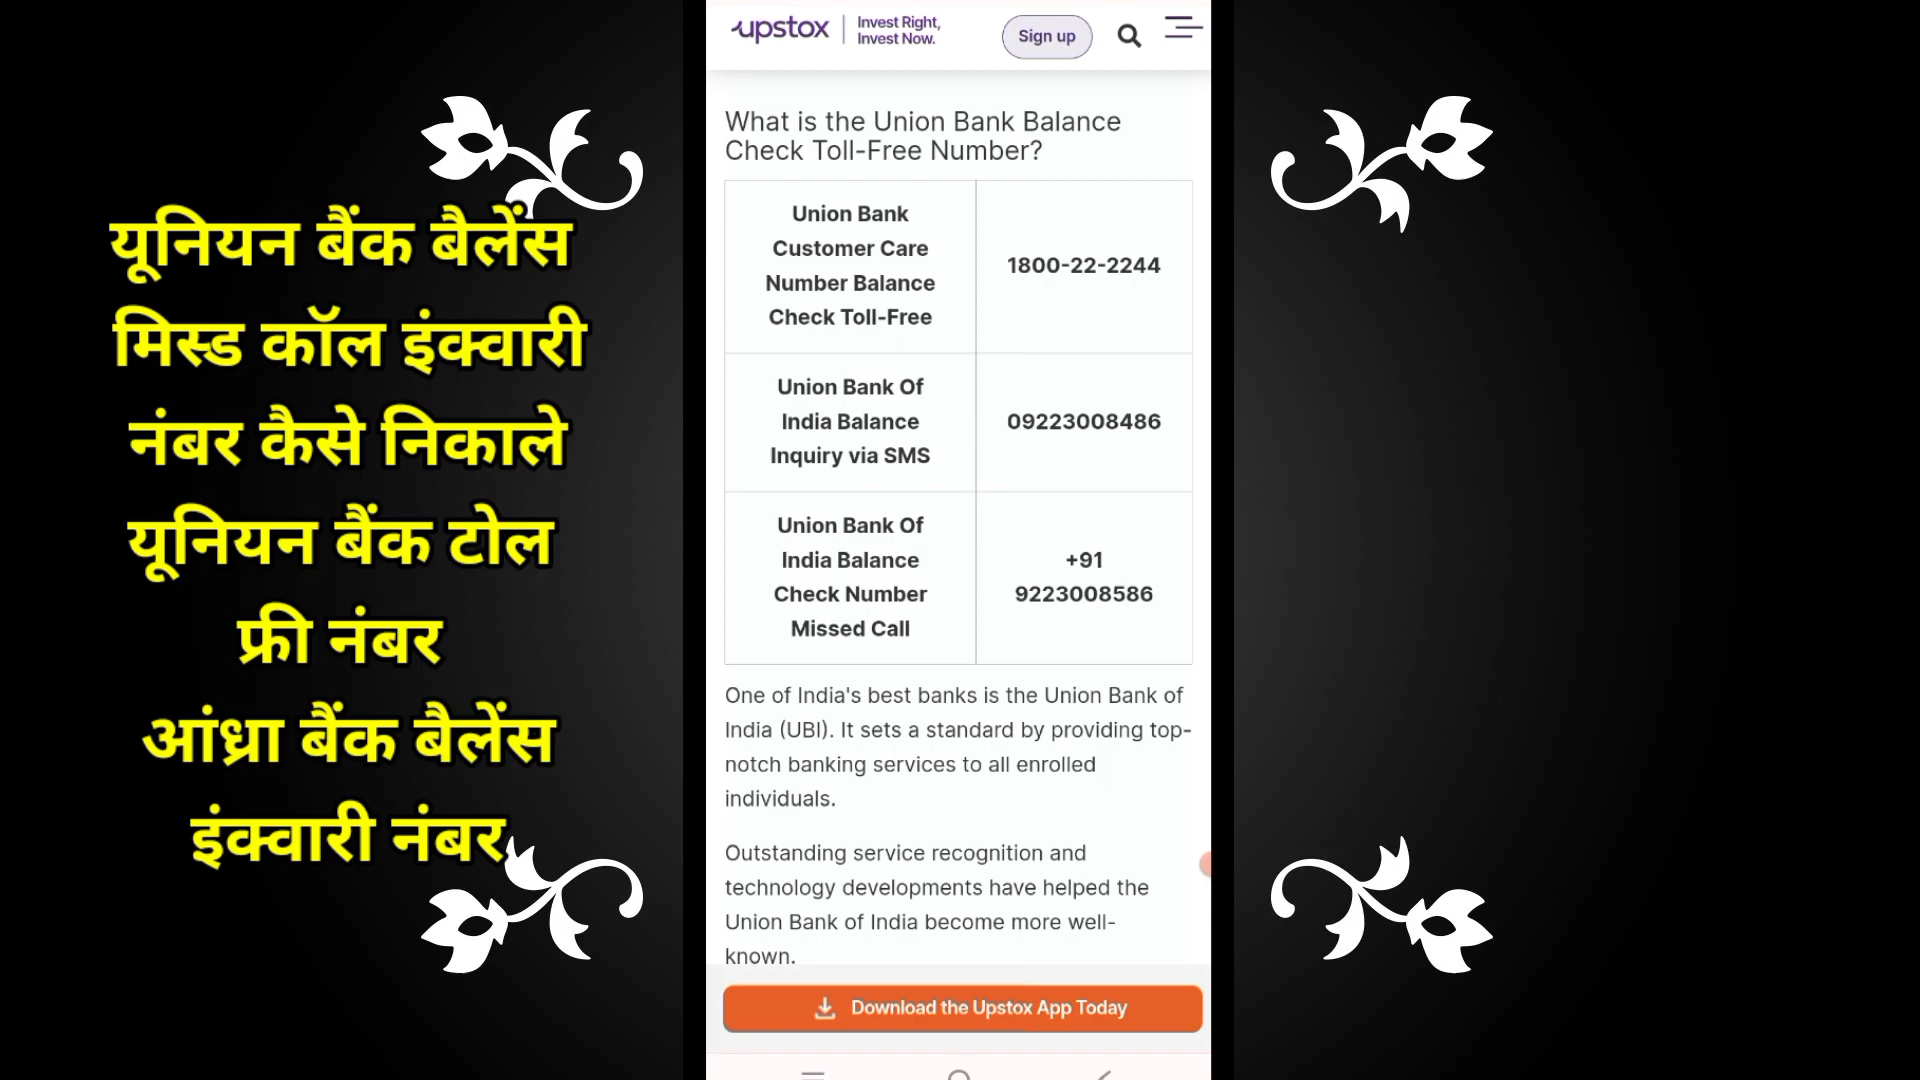 यूनियन बैंक बैलेंस
मिस्ड कॉल इंक्वारी
नंबर कैसे निकाले
यूनियन बैंक टोल
फ्री नंबर
आंध्रा बैंक बैलेंस
इंक्वारी नंबर
upstox
Invest Right,
Invest Now.
Sign up
What is the Union Bank Balance
Check Toll-Free Number?
Union Bank
Customer Care
Number Balance
Check Toll-Free
1800-22-2244
Union Bank Of
India Balance
Inquiry via SMS
09223008486
Union Bank Of
India Balance
Check Number
Missed Call
+91
9223008586
One of India's best banks is the Union Bank of
India (UBI). It sets a standard by providing top-
notch banking services to all enrolled
individuals.
Outstanding service recognition and
technology developments have helped the
Union Bank of India become more well-
known.
Download the Upstox App Today